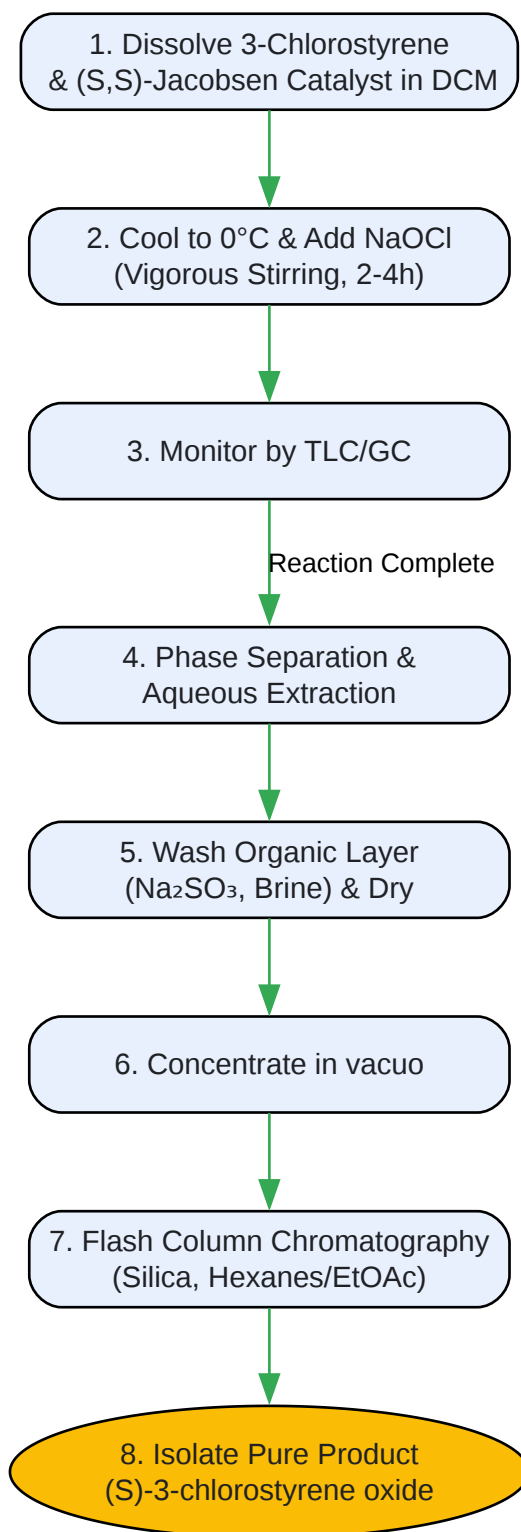 1. Dissolve 3-Chlorostyrene
& (S,S)-Jacobsen Catalyst in DCM
2. Cool to 0°C & Add NaOCl
(Vigorous Stirring, 2-4h)
3. Monitor by TLC/GC
Reaction Complete
4. Phase Separation &
Aqueous Extraction
5. Wash Organic Layer
(Na₂SO₃, Brine) & Dry
6. Concentrate in vacuo
7. Flash Column Chromatography
(Silica, Hexanes/EtOAc)
8. Isolate Pure Product
(S)-3-chlorostyrene oxide